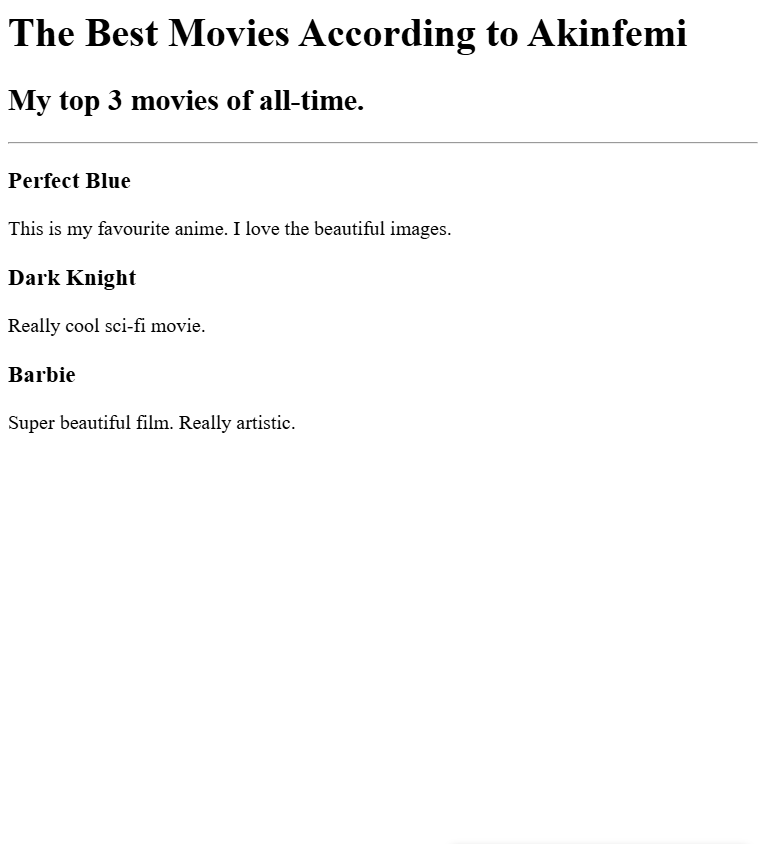 The Best Movies According to Akinfemi
My top 3 movies of all-time.
Perfect Blue
This is my favourite anime. I love the beautiful images.
Dark Knight
Really cool sci-fi movie.
Barbie
Super beautiful film. Really artistic.